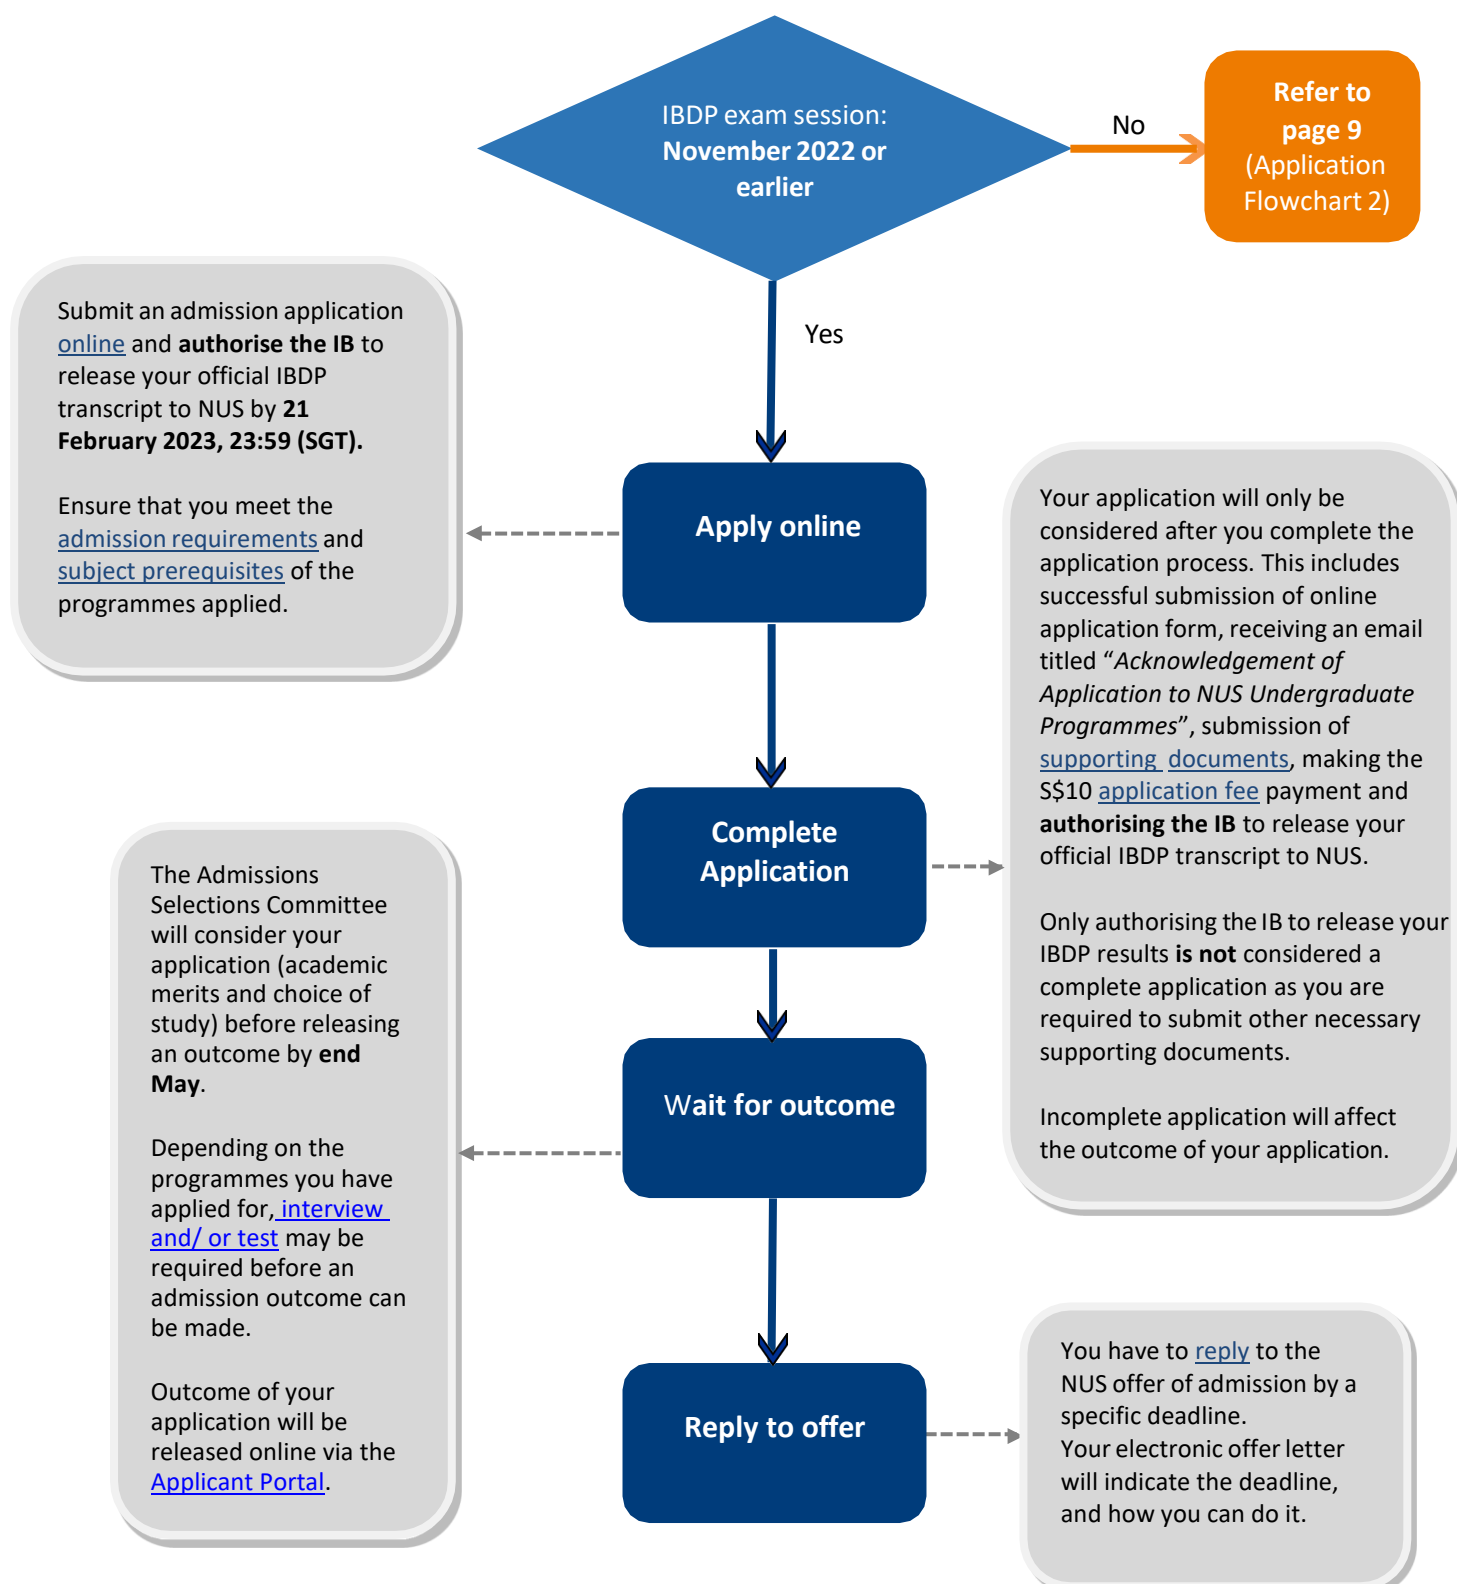 IBDP exam session:
November 2022 or
earlier
No
Refer to
page 9
(Application
Flowchart 2)
Yes
Submit an admission application
online and authorise the IB to
release your official IBDP
transcript to NUS by 21
February 2023, 23:59 (SGT).
Ensure that you meet the
admission requirements and
subject prerequisites of the
programmes applied.
Apply online
Your application will only be
considered after you complete the
application process. This includes
successful submission of online
application form, receiving an email
titled “Acknowledgement of
Application to NUS Undergraduate
Programmes”, submission of
supporting documents, making the
S$10 application fee payment and
authorising the IB to release your
official IBDP transcript to NUS.
Only authorising the IB to release your
IBDP results is not considered a
complete application as you are
required to submit other necessary
supporting documents.
Incomplete application will affect
the outcome of your application.
Complete
Application
The Admissions
Selections Committee
will consider your
application (academic
merits and choice of
study) before releasing
an outcome by end
May.
Depending on the
programmes you have
applied for, interview
and/ or test may be
required before an
admission outcome can
be made.
Outcome of your
application will be
released online via the
Applicant Portal.
Wait for outcome
Reply to offer
You have to reply to the
NUS offer of admission by a
specific deadline.
Your electronic offer letter
will indicate the deadline,
and how you can do it.